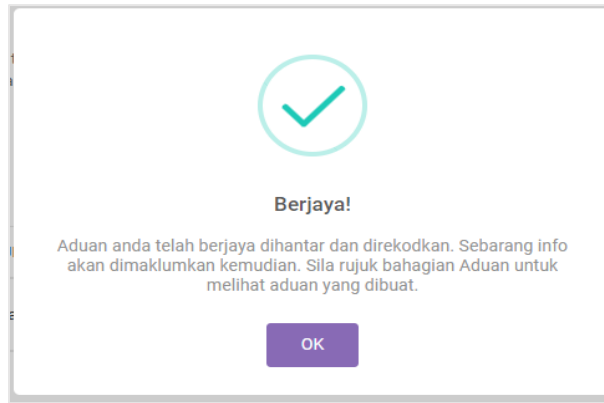 Berjaya!
Aduan anda telah berjaya dihantar dan direkodkan. Sebarang info
akan dimaklumkan kemudian. Sila rujuk bahagian Aduan untuk
melihat aduan yang dibuat.
OK